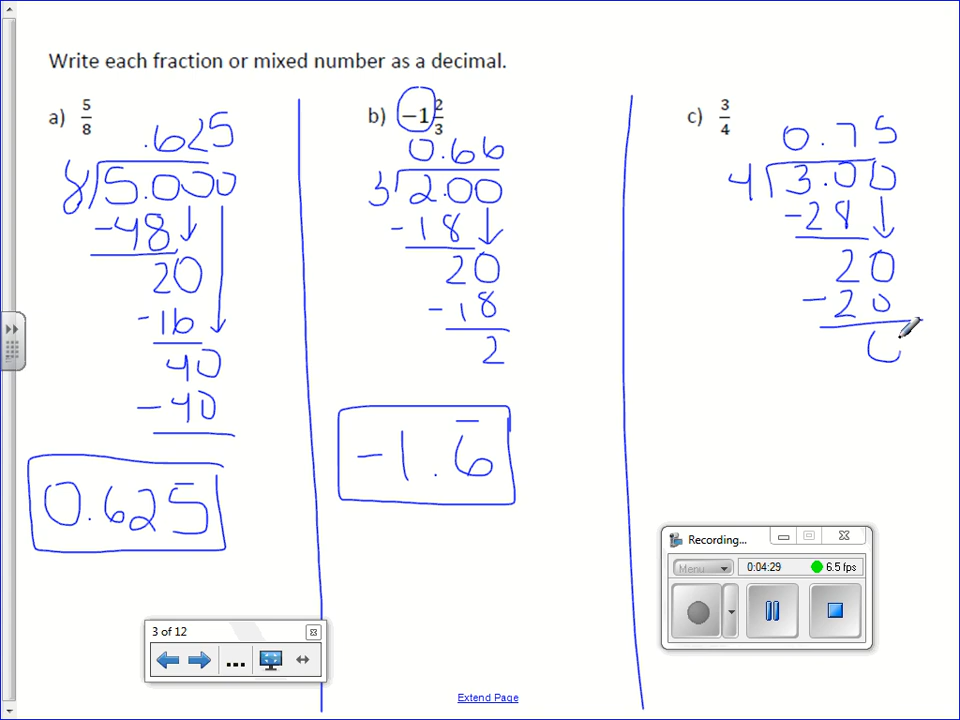 Write each fraction or mixed number as a decimal.
a) 5/8
.625
8 5.000
-48
20
-16
40
-40
0.625
b) -1 2/3
0.66
3 2.00
-18
20
-18
2
-1.6̅
c) 3/4
0.75
4 3.00
-28
20
-20
0
Recording...
Menu
0:04:29 6.5 fps
3 of 12
...
Extend Page